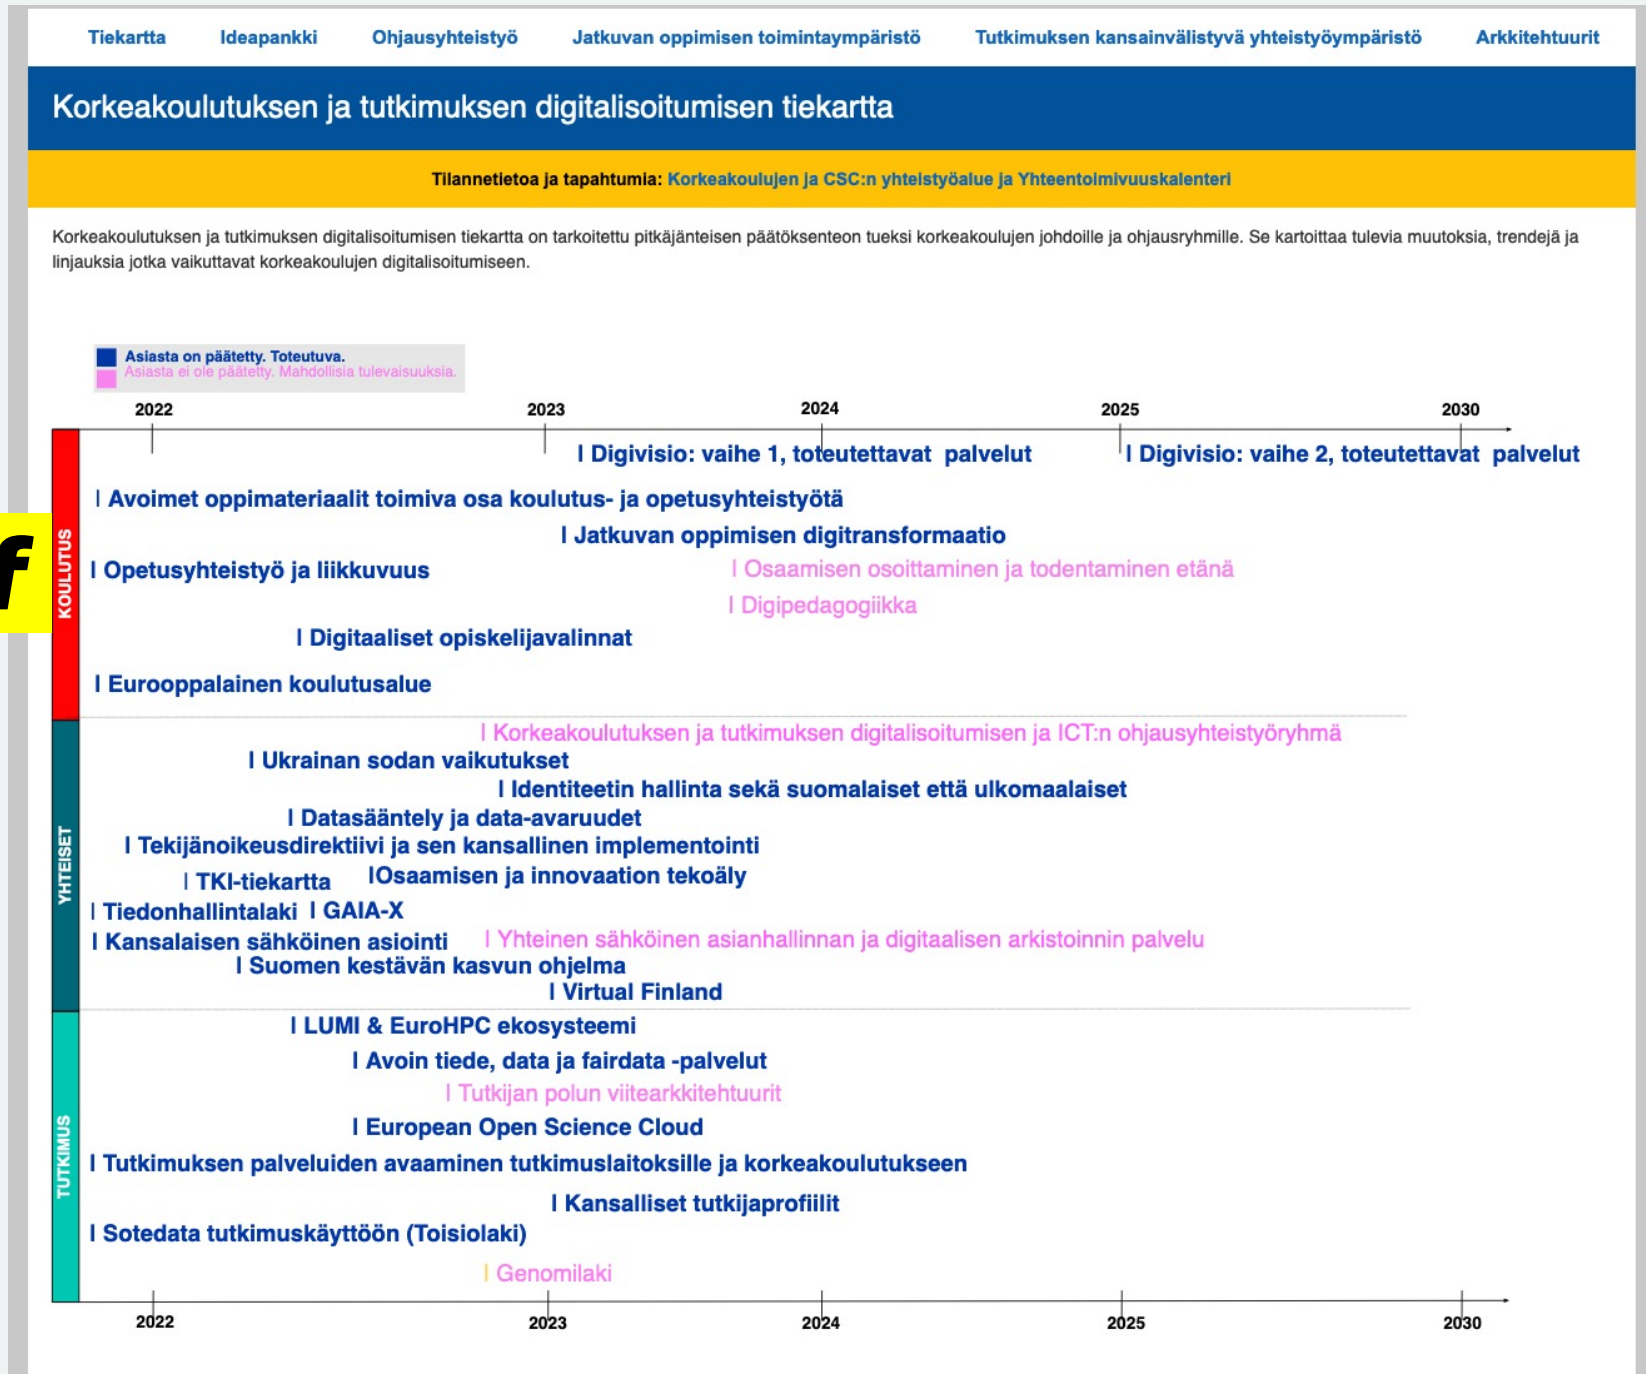 Tiekartta Ideapankki Ohjausyhteistyö Jatkuvan oppimisen toimintaympäristö Tutkimuksen kansainvälistyvä yhteistyöympäristö Arkkitehtuurit
Korkeakoulutuksen ja tutkimuksen digitalisoitumisen tiekartta
Tilannetietoa ja tapahtumia: Korkeakoulujen ja CSC:n yhteistyöalue ja Yhteentoimivuuskalenteri
Korkeakoulutuksen ja tutkimuksen digitalisoitumisen tiekartta on tarkoitettu pitkäjänteisen päätöksenteon tueksi korkeakoulujen johdoille ja ohjausryhmille. Se kartoittaa tulevia muutoksia, trendejä ja
linjauksia jotka vaikuttavat korkeakoulujen digitalisoitumiseen.
Asiasta on päätetty. Toteutuva.
Asiasta ei ole päätetty. Mahdollisia tulevaisuuksia.
2022 2023 2024 2025 2030
f
KOULUTUS
I Digivisio: vaihe 1, toteutettavat palvelut I Digivisio: vaihe 2, toteutettavat palvelut
I Avoimet oppimateriaalit toimiva osa koulutus- ja opetusyhteistyötä
I Jatkuvan oppimisen digitransformaatio
I Opetusyhteistyö ja liikkuvuus I Osaamisen osoittaminen ja todentaminen etänä
I Digipedagogiikka
I Digitaaliset opiskelijavalinnat
I Eurooppalainen koulutusalue
YHTEISET
I Korkeakoulutuksen ja tutkimuksen digitalisoitumisen ja ICT:n ohjausyhteistyöryhmä
I Ukrainan sodan vaikutukset
I Identiteetin hallinta sekä suomalaiset että ulkomaalaiset
I Datasääntely ja data-avaruudet
I Tekijänoikeusdirektiivi ja sen kansallinen implementointi
I TKI-tiekartta IOsaamisen ja innovaation tekoäly
I Tiedonhallintalaki I GAIA-X
I Kansalaisen sähköinen asiointi I Yhteinen sähköinen asianhallinnan ja digitaalisen arkistoinnin palvelu
I Suomen kestävän kasvun ohjelma
I Virtual Finland
TUTKIMUS
I LUMI & EuroHPC ekosysteemi
I Avoin tiede, data ja fairdata -palvelut
I Tutkijan polun viitearkkitehtuurit
I European Open Science Cloud
I Tutkimuksen palveluiden avaaminen tutkimuslaitoksille ja korkeakoulutukseen
I Kansalliset tutkijaprofiilit
I Sotedata tutkimuskäyttöön (Toisiolaki)
I Genomilaki
2022 2023 2024 2025 2030